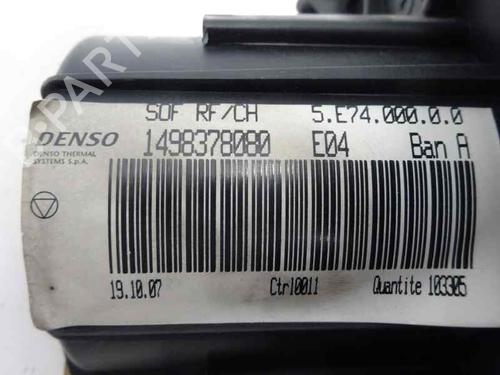 SOF RF/CH 5.E74.000.0.0
DENSO 1498378080 E04 Ban A
DENSO THERMAL
SYSTEMS S.p.A.
19.10.07 Ctrl0011 Quantite 103305